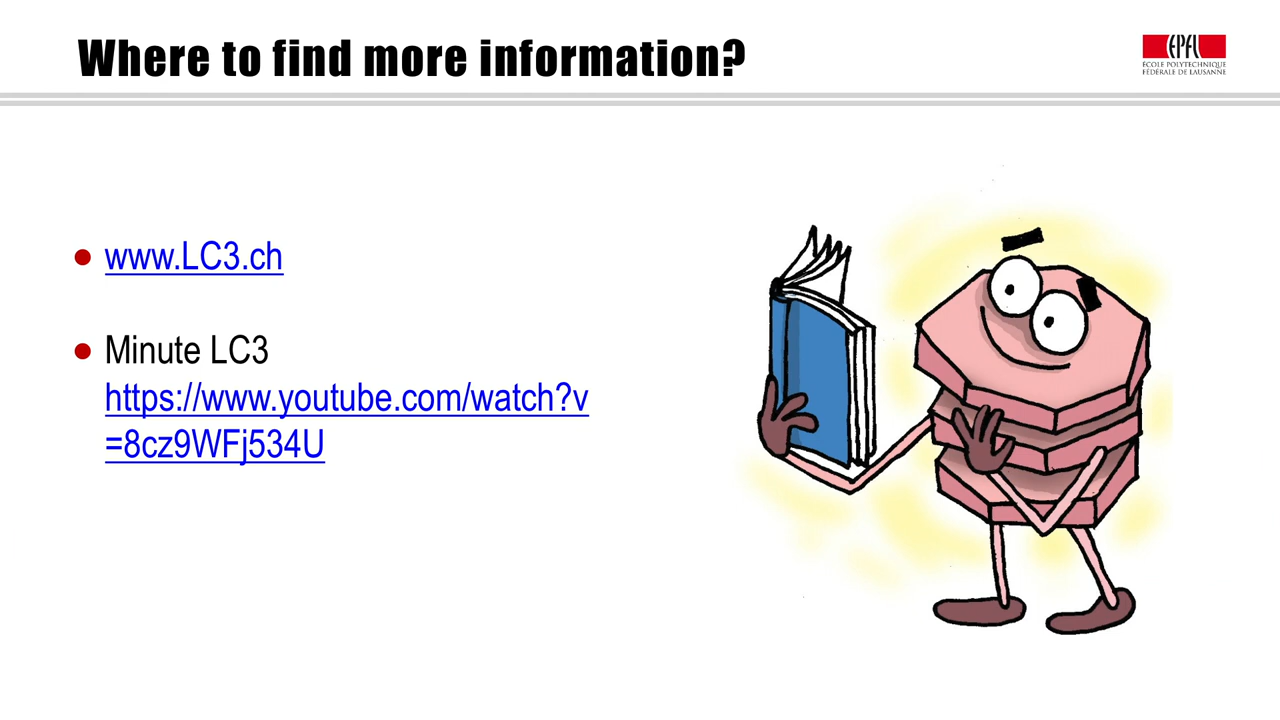 Where to find more information?
EPFL
ÉCOLE POLYTECHNIQUE
FÉDÉRALE DE LAUSANNE
● www.LC3.ch
● Minute LC3
https://www.youtube.com/watch?v
=8cz9WFj534U